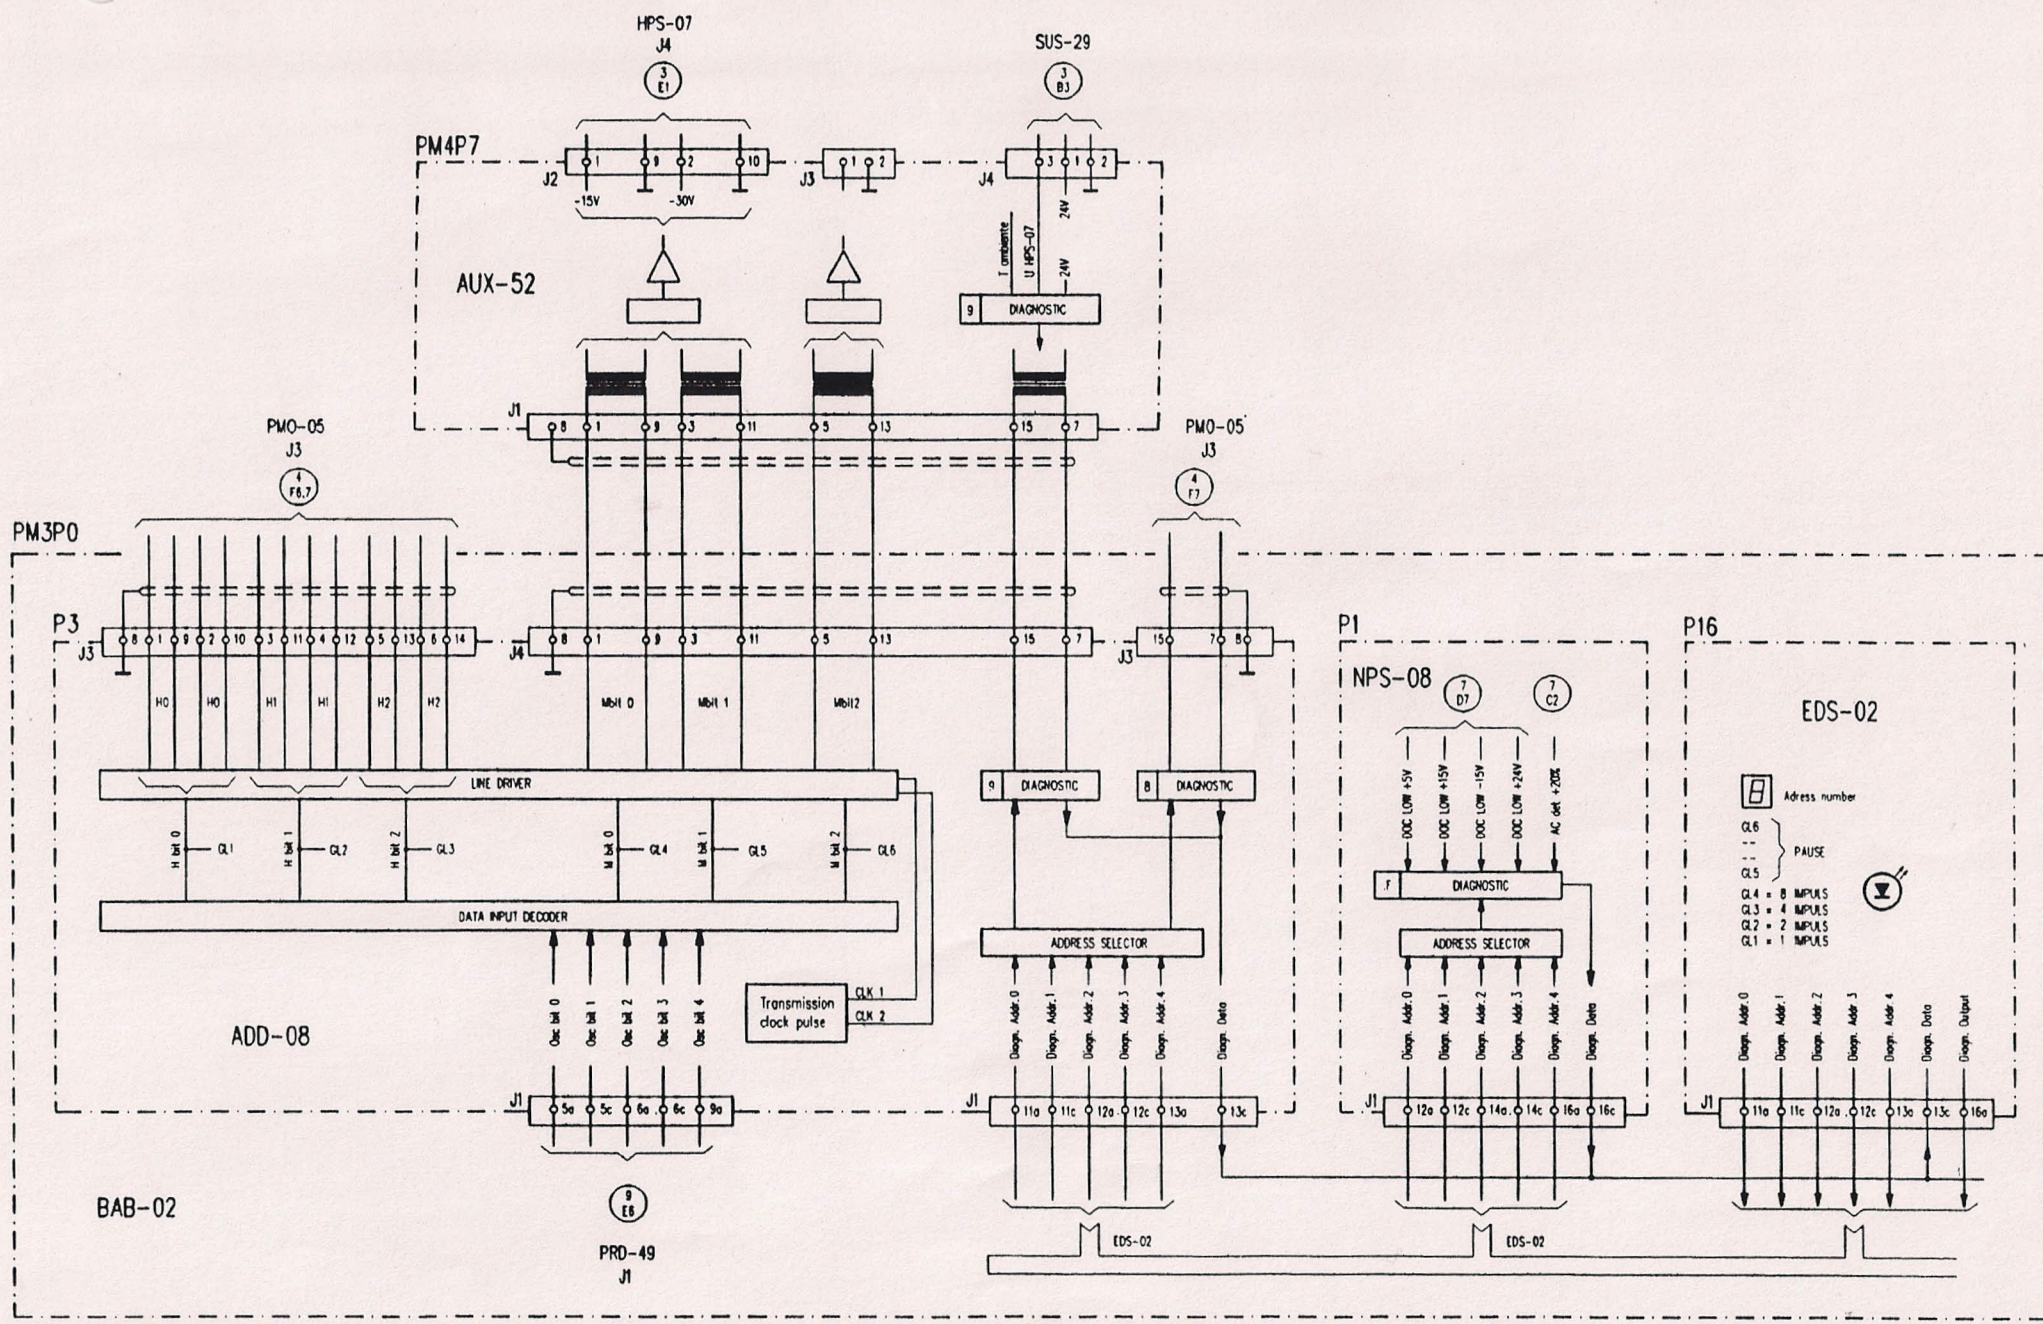 HPS-07
J4
3
E1
SUS-29
3
B3
PM4P7
J2
1
9
2
10
J3
1
2
J4
3
1
2
-15V
-30V
T ambiente
U HPS-07
24V
24V
AUX-52
9
DIAGNOSTIC
J1
8
1
9
3
11
5
13
15
7
PMO-05
J3
4
F6,7
PMO-05
J3
4
F7
PM3P0
P3
J3
8
1
9
2
10
3
11
4
12
5
13
6
14
J4
8
1
9
3
11
5
13
15
7
J3
15
7
8
P1
P16
H0
H0
H1
H1
H2
H2
Mbit 0
Mbit 1
Mbit2
NPS-08
7
D7
7
C2
EDS-02
LINE DRIVER
9
DIAGNOSTIC
8
DIAGNOSTIC
DOC LOW +5V
DOC LOW +15V
DOC LOW -15V
DOC LOW +24V
AC det +20%
8
Adress number
H bit 0
GL1
H bit 1
GL2
H bit 2
GL3
M bit 0
GL4
M bit 1
GL5
M bit 2
GL6
GL6
--
--
GL5
PAUSE
GL4 = 8 IMPULS
GL3 = 4 IMPULS
GL2 = 2 IMPULS
GL1 = 1 IMPULS
.F
DIAGNOSTIC
DATA INPUT DECODER
ADDRESS SELECTOR
ADDRESS SELECTOR
Osc bit 0
Osc bit 1
Osc bit 2
Osc bit 3
Osc bit 4
Transmission
clock pulse
CLK 1
CLK 2
Diagn. Addr. 0
Diagn. Addr. 1
Diagn. Addr. 2
Diagn. Addr. 3
Diagn. Addr. 4
Diagn. Data
Diagn. Addr. 0
Diagn. Addr. 1
Diagn. Addr. 2
Diagn. Addr. 3
Diagn. Addr. 4
Diagn. Data
Diagn. Addr. 0
Diagn. Addr. 1
Diagn. Addr. 2
Diagn. Addr 3
Diagn. Addr. 4
Diagn. Data
Diagn. Output
ADD-08
J1
5a
5c
6a
6c
9a
J1
11a
11c
12a
12c
13a
13c
J1
12a
12c
14a
14c
16a
16c
J1
11a
11c
12a
12c
13a
13c
16a
BAB-02
9
E6
PRD-49
J1
EDS-02
EDS-02